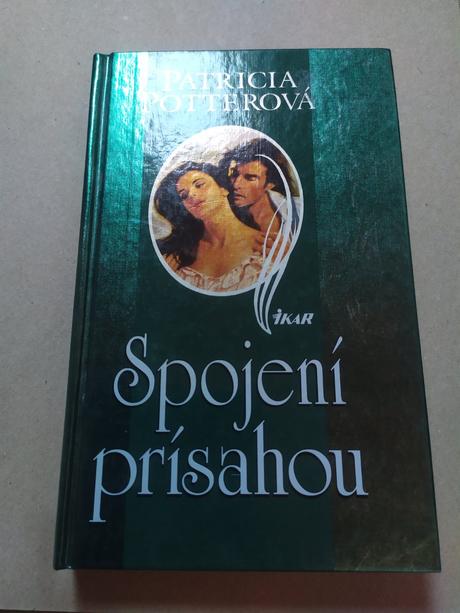 PATRICIA
POTTEROVÁ
IKAR
Spojení
prísahou